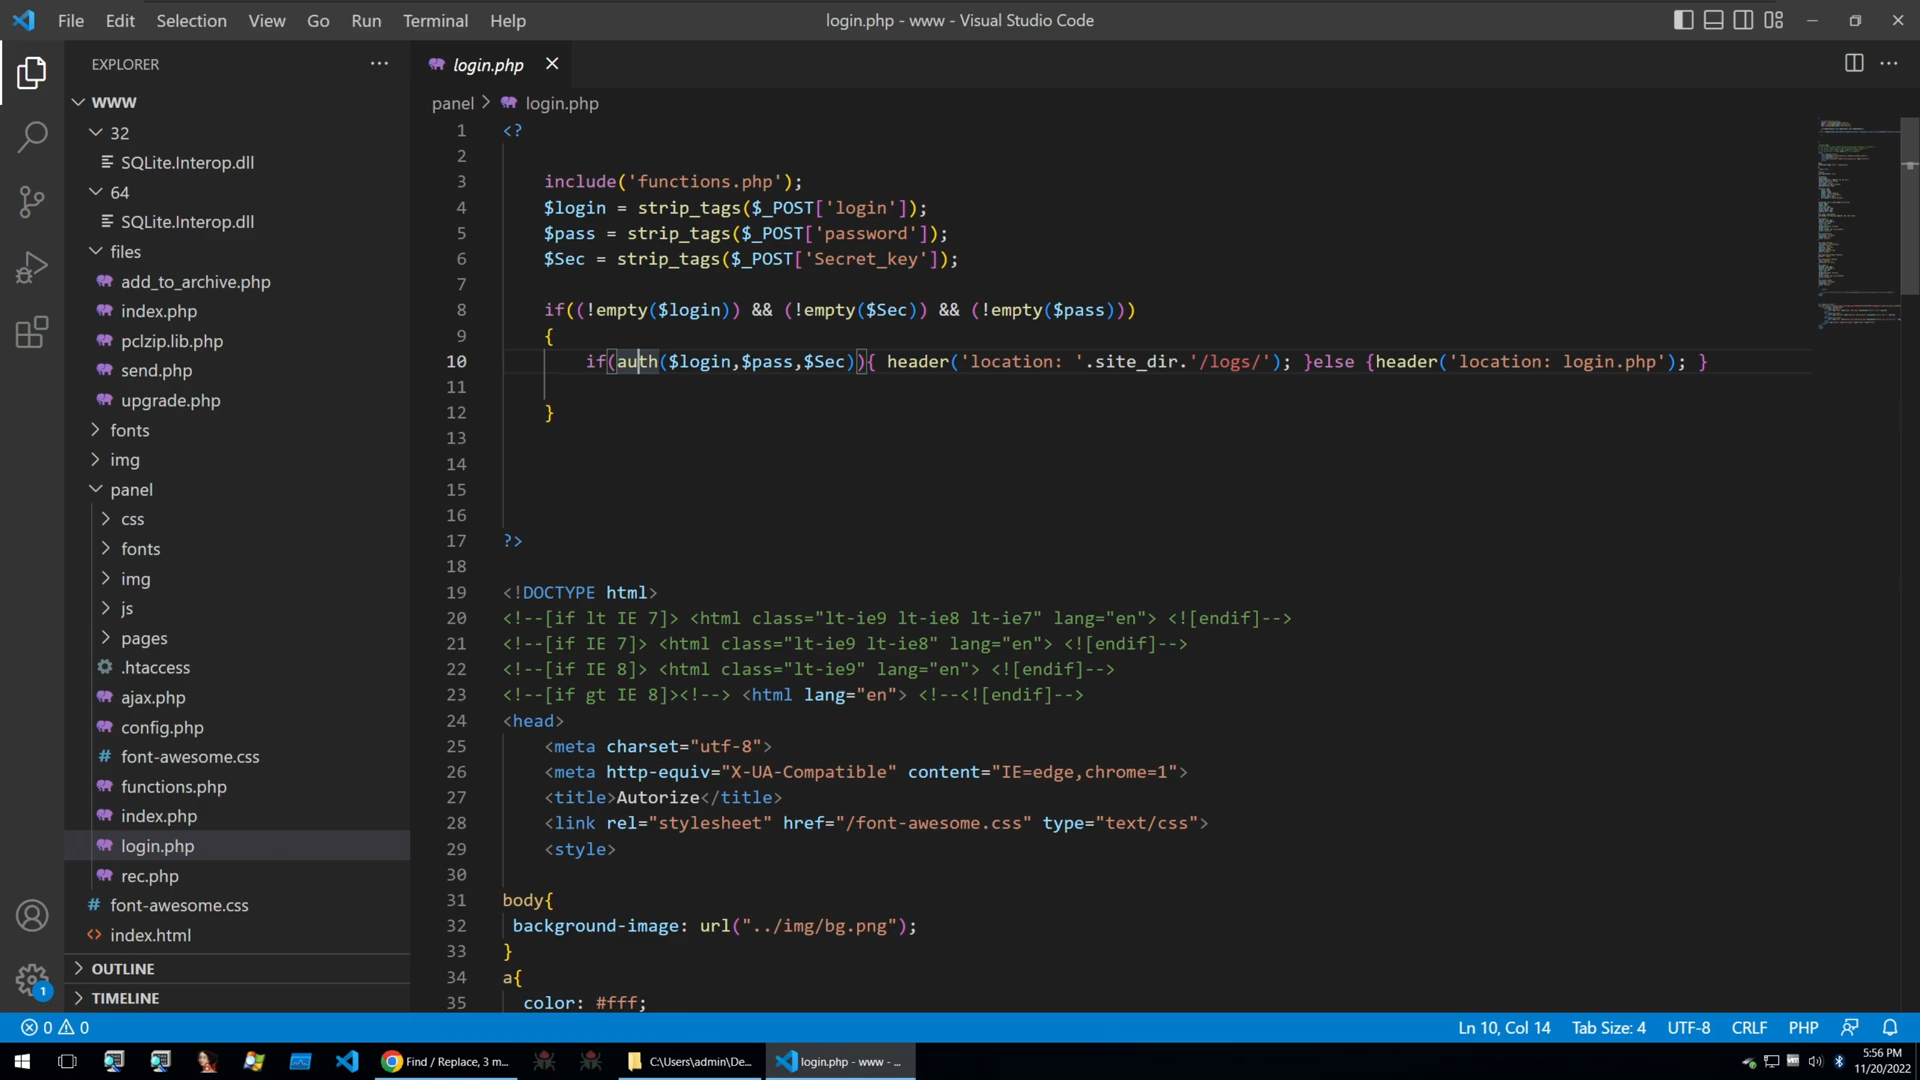 File Edit Selection View Go Run Terminal Help
login.php - www - Visual Studio Code
EXPLORER
WWW
32
SQLite.Interop.dll
64
SQLite.Interop.dll
files
add_to_archive.php
index.php
pclzip.lib.php
send.php
upgrade.php
fonts
img
panel
css
fonts
img
js
pages
.htaccess
ajax.php
config.php
font-awesome.css
functions.php
index.php
login.php
rec.php
font-awesome.css
index.html
OUTLINE
TIMELINE
login.php
panel > login.php
1 <?
2
3 include('functions.php');
4 $login = strip_tags($_POST['login']);
5 $pass = strip_tags($_POST['password']);
6 $Sec = strip_tags($_POST['Secret_key']);
7
8 if((!empty($login)) && (!empty($Sec)) && (!empty($pass)))
9 {
10 if(auth($login,$pass,$Sec)){ header('location: '.site_dir.'/logs/'); }else {header('location: login.php'); }
11
12 }
13
14
15
16
17 ?>
18
19 <!DOCTYPE html>
20 <!--[if lt IE 7]> <html class="lt-ie9 lt-ie8 lt-ie7" lang="en"> <![endif]-->
21 <!--[if IE 7]> <html class="lt-ie9 lt-ie8" lang="en"> <![endif]-->
22 <!--[if IE 8]> <html class="lt-ie9" lang="en"> <![endif]-->
23 <!--[if gt IE 8]><!--> <html lang="en"> <!--<![endif]-->
24 <head>
25 <meta charset="utf-8">
26 <meta http-equiv="X-UA-Compatible" content="IE=edge,chrome=1">
27 <title>Autorize</title>
28 <link rel="stylesheet" href="/font-awesome.css" type="text/css">
29 <style>
30
31 body{
32 background-image: url("../img/bg.png");
33 }
34 a{
35 color: #fff;
1
0 0
Ln 10, Col 14 Tab Size: 4 UTF-8 CRLF PHP
Find / Replace, 3 m...
C:\Users\admin\De...
login.php - www - ...
5:56 PM
11/20/2022